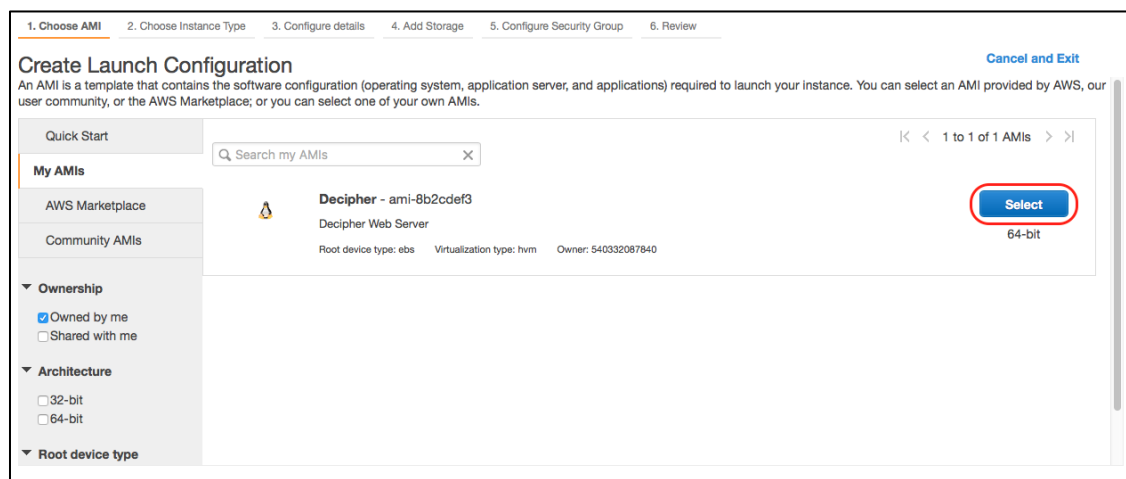 1. Choose AMI 2. Choose Instance Type 3. Configure details 4. Add Storage 5. Configure Security Group 6. Review
Create Launch Configuration
Cancel and Exit
An AMI is a template that contains the software configuration (operating system, application server, and applications) required to launch your instance. You can select an AMI provided by AWS, our
user community, or the AWS Marketplace; or you can select one of your own AMIs.
Quick Start
My AMIs
AWS Marketplace
Community AMIs
Ownership
Owned by me
Shared with me
Architecture
32-bit
64-bit
Root device type
Search my AMIs
1 to 1 of 1 AMIs
Decipher - ami-8b2cdef3
Decipher Web Server
Root device type: ebs Virtualization type: hvm Owner: 540332087840
Select
64-bit